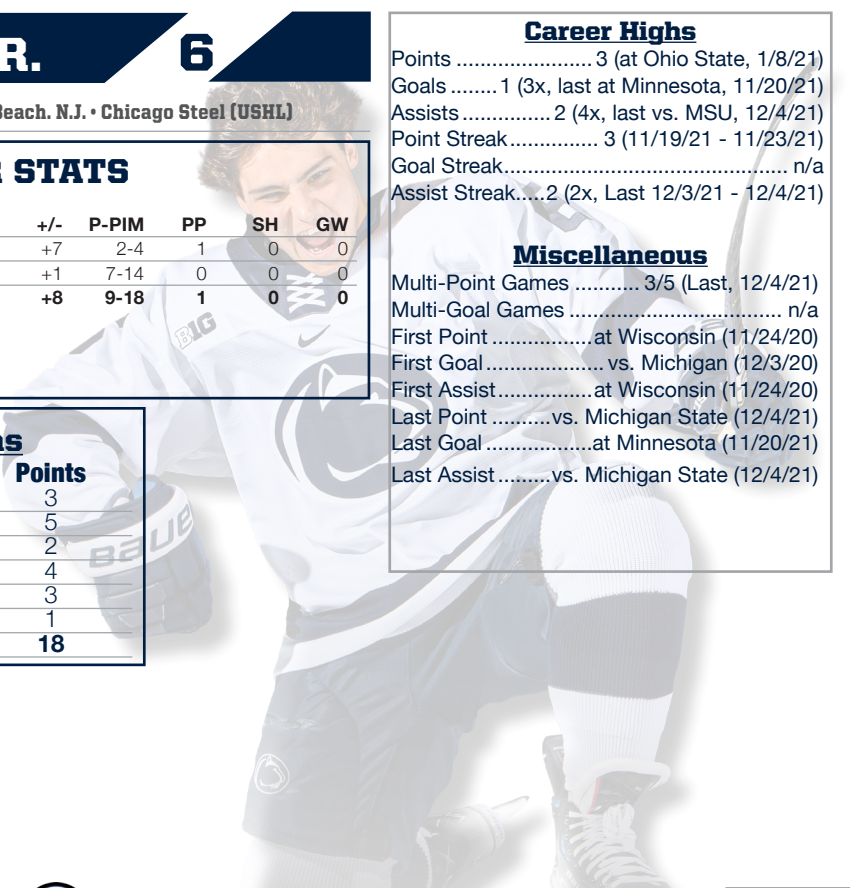 R. 6
Beach. N.J. • Chicago Steel (USHL)
STATS
+/- P-PIM PP SH GW
+7 2-4 1 0 0
+1 7-14 0 0 0
+8 9-18 1 0 0
Points
3
5
2
4
3
1
18
Career Highs
Points ....................... 3 (at Ohio State, 1/8/21)
Goals ........ 1 (3x, last at Minnesota, 11/20/21)
Assists ............... 2 (4x, last vs. MSU, 12/4/21)
Point Streak............... 3 (11/19/21 - 11/23/21)
Goal Streak................................................ n/a
Assist Streak.....2 (2x, Last 12/3/21 - 12/4/21)
Miscellaneous
Multi-Point Games ........... 3/5 (Last, 12/4/21)
Multi-Goal Games .................................... n/a
First Point .................at Wisconsin (11/24/20)
First Goal .................... vs. Michigan (12/3/20)
First Assist................at Wisconsin (11/24/20)
Last Point ..........vs. Michigan State (12/4/21)
Last Goal ..................at Minnesota (11/20/21)
Last Assist .........vs. Michigan State (12/4/21)
B1G
BAUE